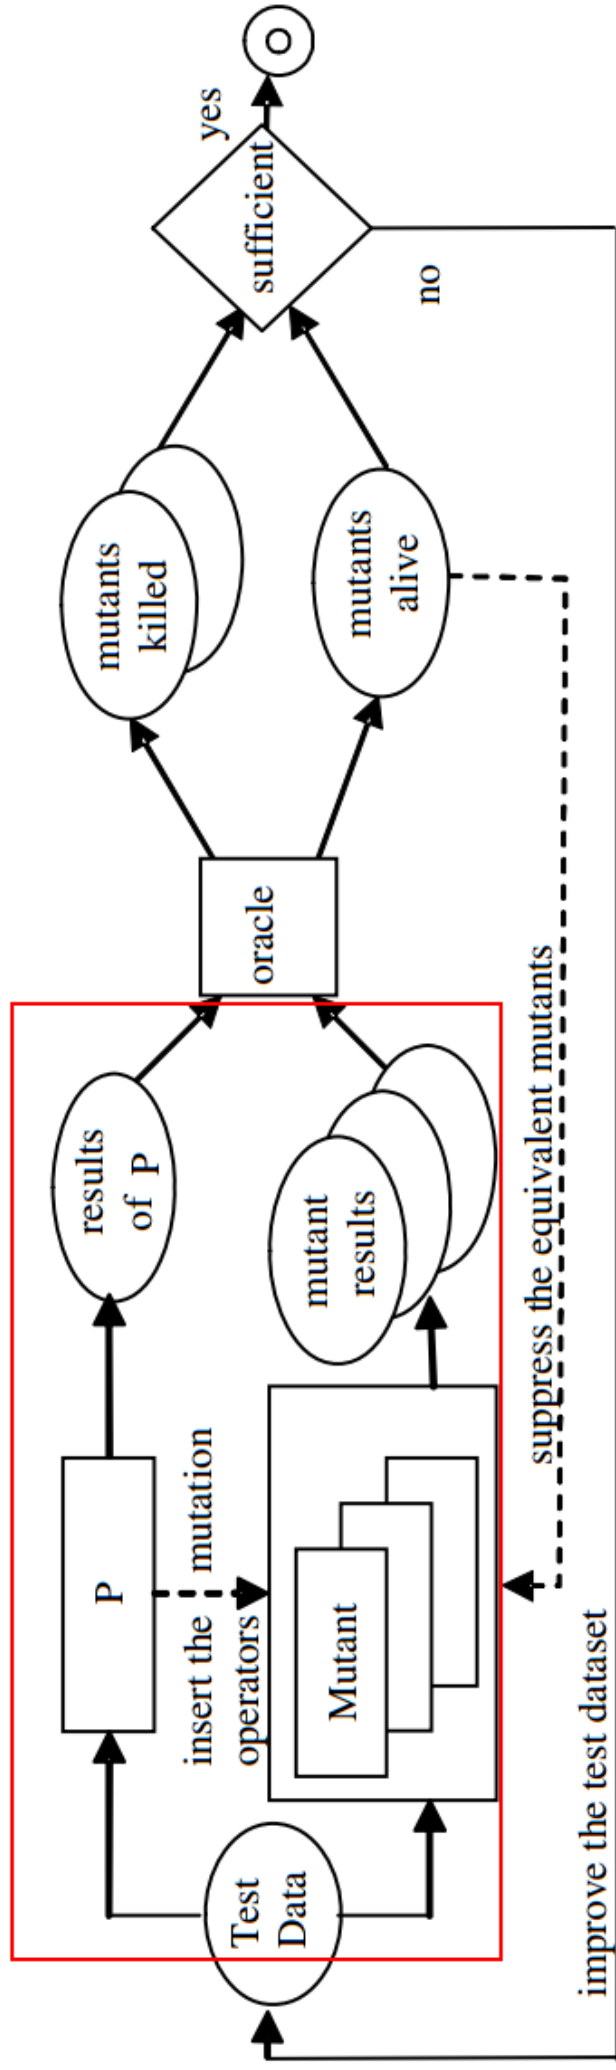 Test
Data
P
insert the mutation
operators
Mutant
results
of P
mutant
results
oracle
mutants
killed
mutants
alive
sufficient
yes
no
suppress the equivalent mutants
improve the test dataset